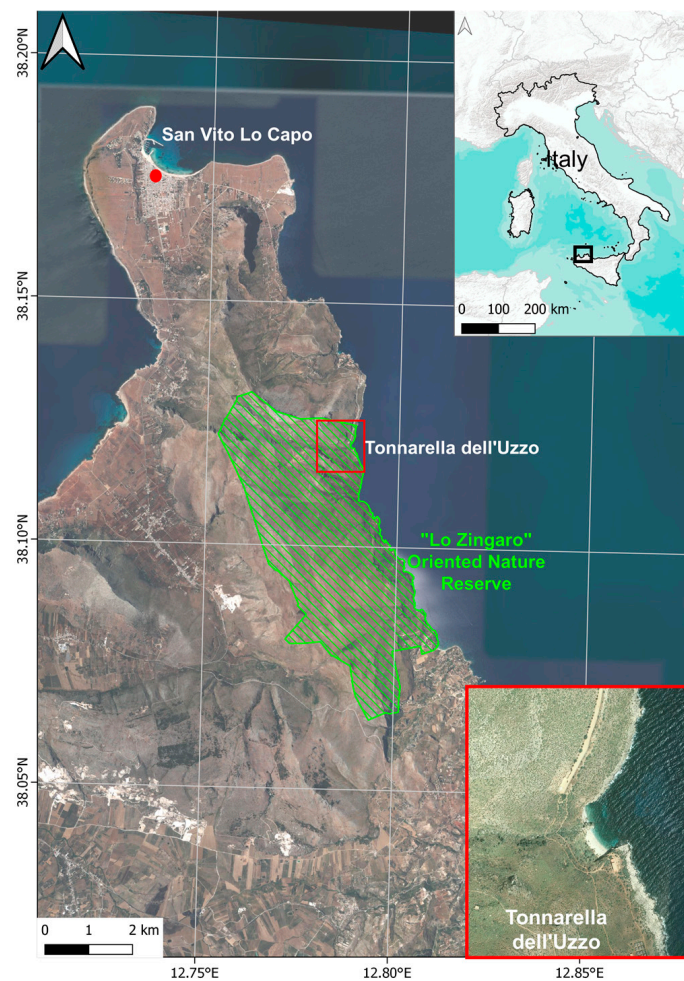 38.20°N
San Vito Lo Capo
Italy
0 100 200 km
38.15°N
Tonnarella dell'Uzzo
38.10°N
"Lo Zingaro"
Oriented Nature
Reserve
38.05°N
Tonnarella
dell'Uzzo
0 1 2 km
12.75°E 12.80°E 12.85°E